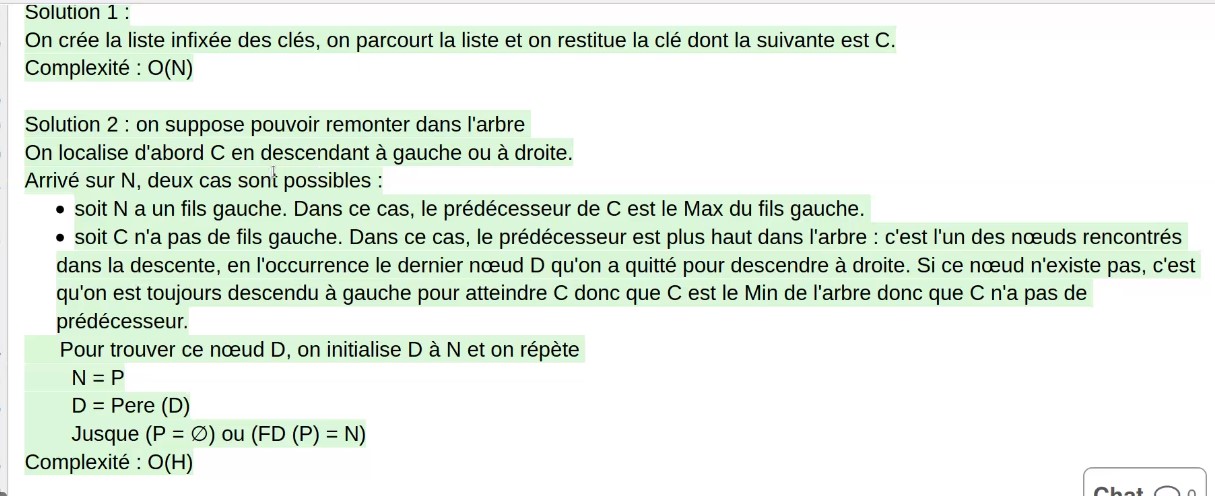 Solution 1 :
On crée la liste infixée des clés, on parcourt la liste et on restitue la clé dont la suivante est C.
Complexité : O(N)
Solution 2 : on suppose pouvoir remonter dans l'arbre
On localise d'abord C en descendant à gauche ou à droite.
Arrivé sur N, deux cas sont possibles :
• soit N a un fils gauche. Dans ce cas, le prédécesseur de C est le Max du fils gauche.
• soit C n'a pas de fils gauche. Dans ce cas, le prédécesseur est plus haut dans l'arbre : c'est l'un des nœuds rencontrés
dans la descente, en l'occurrence le dernier nœud D qu'on a quitté pour descendre à droite. Si ce nœud n'existe pas, c'est
qu'on est toujours descendu à gauche pour atteindre C donc que C est le Min de l'arbre donc que C n'a pas de
prédécesseur.
Pour trouver ce nœud D, on initialise D à N et on répète
N = P
D = Pere (D)
Jusque (P = ∅) ou (FD (P) = N)
Complexité : O(H)
Chat 0